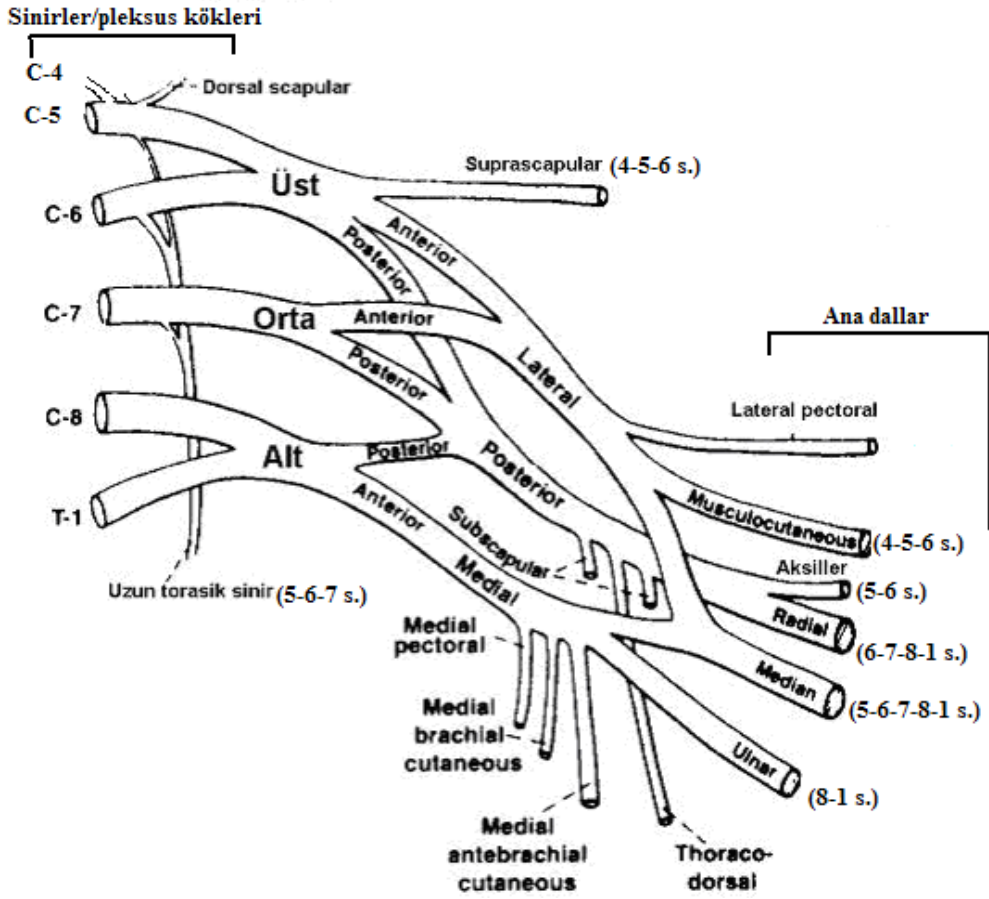 Sinirler/pleksus kökleri
C-4
Dorsal scapular
C-5
Suprascapular (4-5-6 s.)
Üst
C-6
Anterior
Posterior
C-7
Orta
Anterior
Ana dallar
Posterior
Lateral
C-8
Lateral pectoral
Alt
Posterior
Posterior
T-1
Anterior
Subscapular
Musculocutaneous (4-5-6 s.)
Medial
Aksiller
Uzun torasik sinir (5-6-7 s.)
(5-6 s.)
Radial
Medial
pectoral
(6-7-8-1 s.)
Median
Medial
brachial
cutaneous
(5-6-7-8-1 s.)
Ulnar
(8-1 s.)
Medial
antebrachial
cutaneous
Thoraco-
dorsal